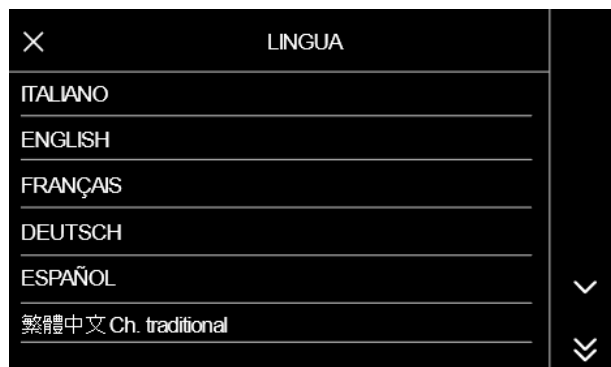 LINGUA
ITALIANO
ENGLISH
FRANÇAIS
DEUTSCH
ESPAÑOL
繁體中文 Ch. traditional